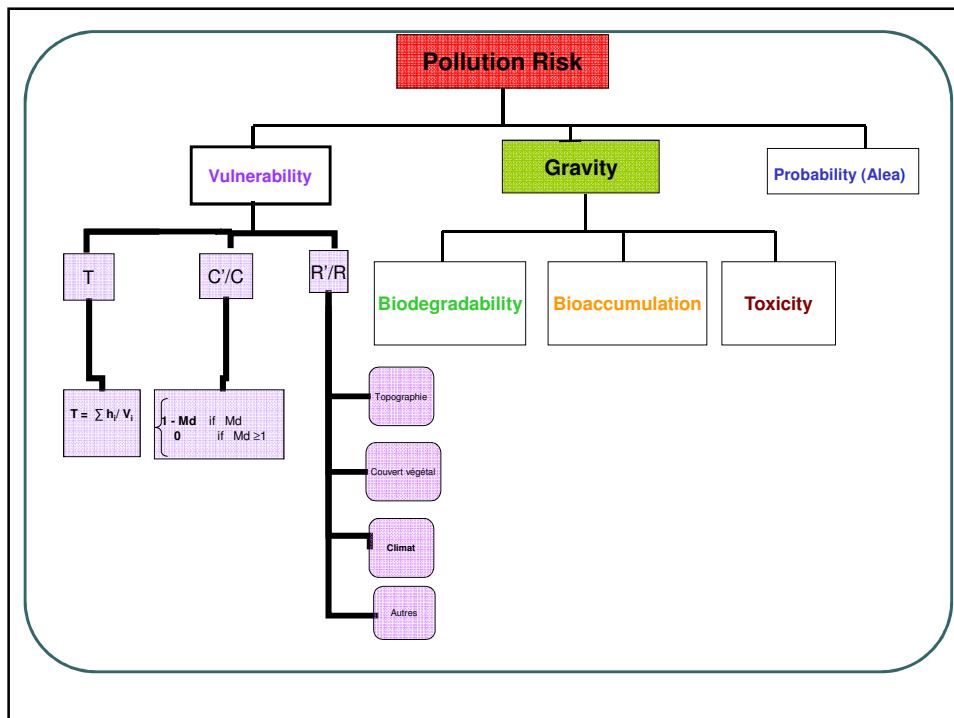 Pollution Risk
Vulnerability
Gravity
Probability (Alea)
T
C’/C
R’/R
Biodegradability
Bioaccumulation
Toxicity
T = ∑ hᵢ/ Vᵢ
1 - Md if Md
0 if Md ≥1
Topographie
Couvert végétal
Climat
Autres